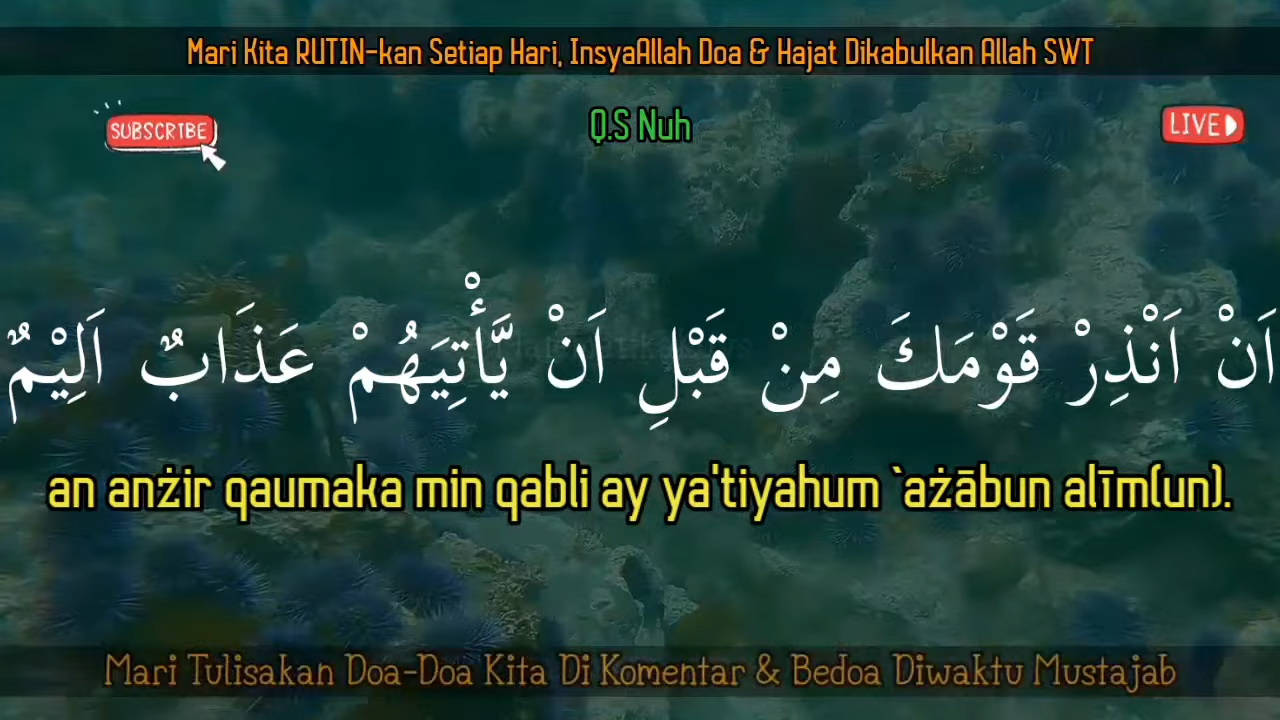 Mari Kita RUTIN-kan Setiap Hari, InsyaAllah Doa & Hajat Dikabulkan Allah SWT
SUBSCRIBE
Q.S Nuh
LIVE
اَنْ اَنْذِرْ قَوْمَكَ مِنْ قَبْلِ اَنْ يَّأْتِيَهُمْ عَذَابٌ اَلِيْمٌ
an anżir qaumaka min qabli ay ya'tiyahum `ażābun alīm(un).
Mari Tulisakan Doa-Doa Kita Di Komentar & Bedoa Diwaktu Mustajab